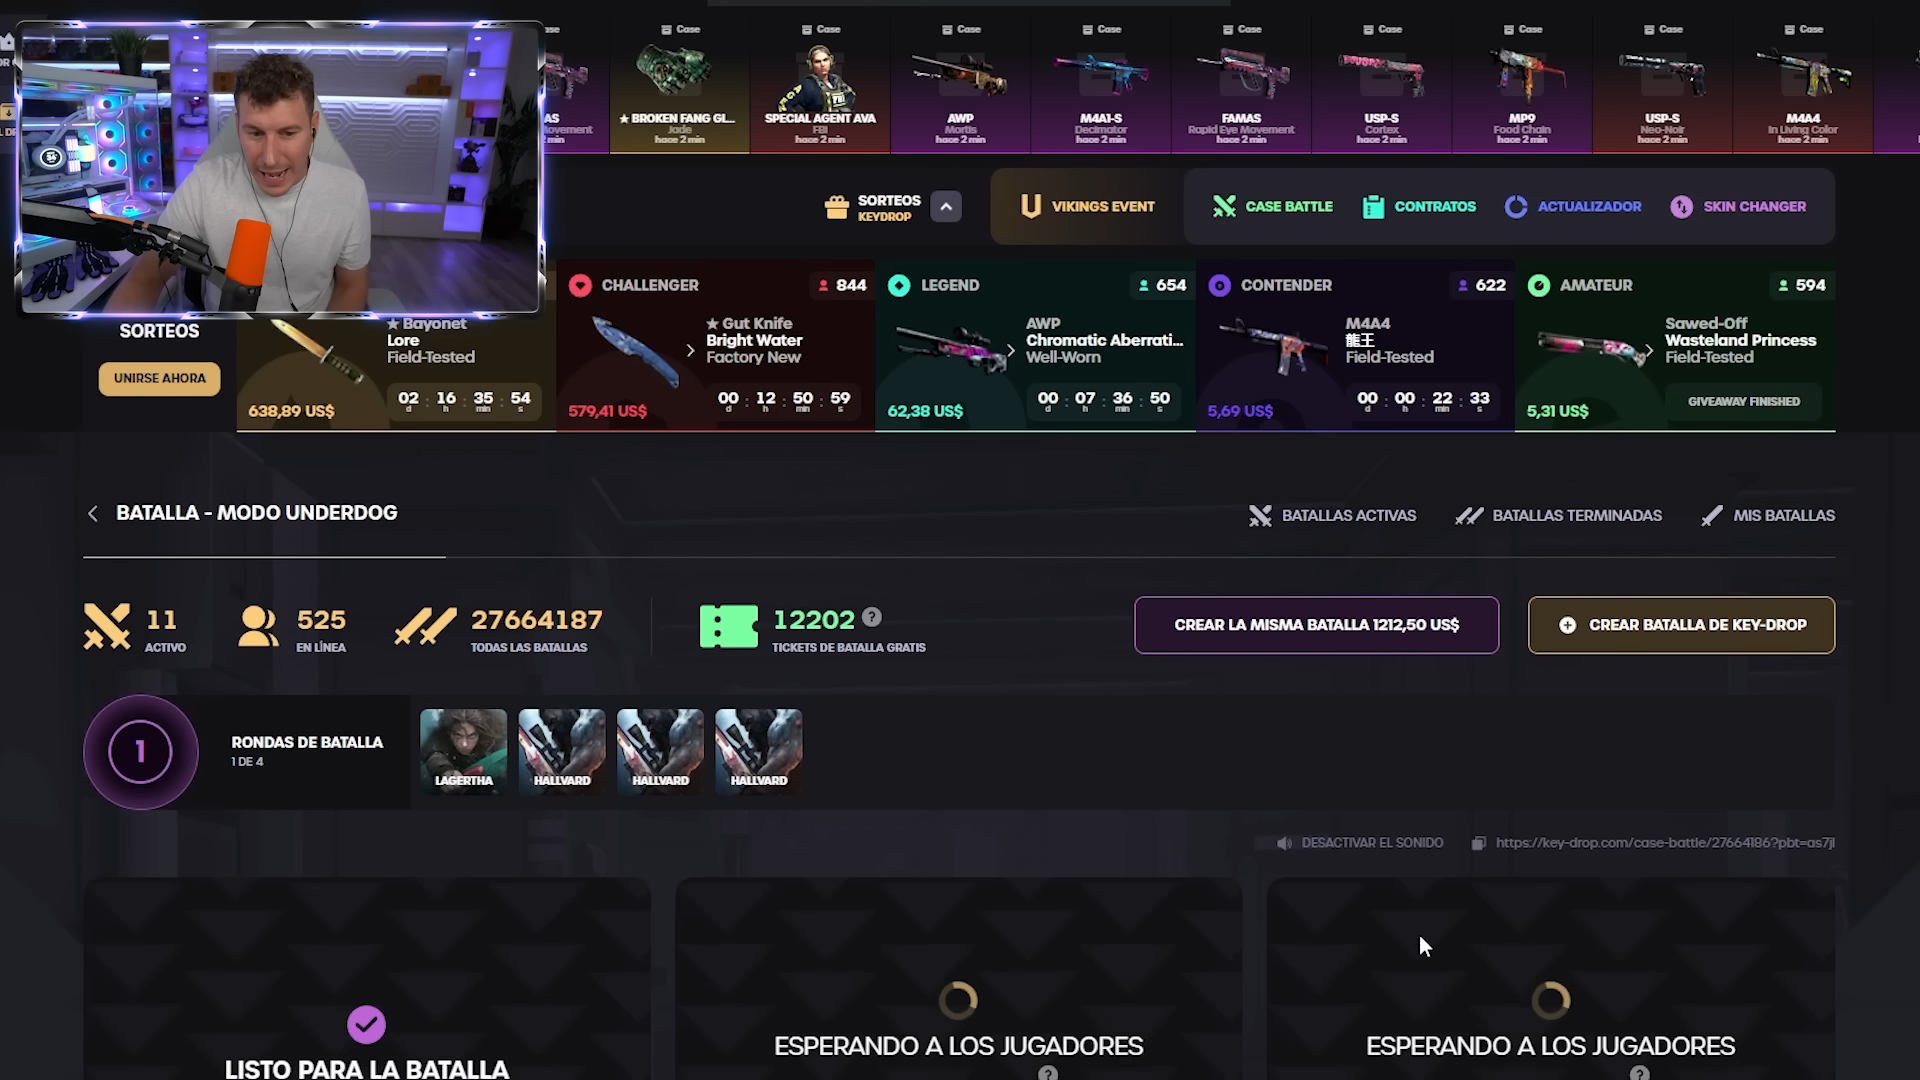 Case
Case
Case
Case
Case
Case
Case
Case
Case
★ BROKEN FANG GL...
Jade
hace 2 min
SPECIAL AGENT AVA
FBI
hace 2 min
AWP
Mortis
hace 2 min
M4A1-S
Decimator
hace 2 min
FAMAS
Rapid Eye Movement
hace 2 min
USP-S
Cortex
hace 2 min
MP9
Food Chain
hace 2 min
USP-S
Neo-Noir
hace 2 min
M4A4
In Living Color
hace 2 min
SORTEOS
KEYDROP
VIKINGS EVENT
CASE BATTLE
CONTRATOS
ACTUALIZADOR
SKIN CHANGER
SORTEOS
UNIRSE AHORA
★ Bayonet
Lore
Field-Tested
638,89 US$
02 : 16 : 35 : 54
d h min s
CHALLENGER
844
★ Gut Knife
Bright Water
Factory New
579,41 US$
00 : 12 : 50 : 59
d h min s
LEGEND
654
AWP
Chromatic Aberrati...
Well-Worn
62,38 US$
00 : 07 : 36 : 50
d h min s
CONTENDER
622
M4A4
龍王
Field-Tested
5,69 US$
00 : 00 : 22 : 33
d h min s
AMATEUR
594
Sawed-Off
Wasteland Princess
Field-Tested
5,31 US$
GIVEAWAY FINISHED
BATALLA - MODO UNDERDOG
BATALLAS ACTIVAS
BATALLAS TERMINADAS
MIS BATALLAS
11
ACTIVO
525
EN LÍNEA
27664187
TODAS LAS BATALLAS
12202 ?
TICKETS DE BATALLA GRATIS
CREAR LA MISMA BATALLA 1212,50 US$
CREAR BATALLA DE KEY-DROP
1
RONDAS DE BATALLA
1 DE 4
LAGERTHA
HALLVARD
HALLVARD
HALLVARD
DESACTIVAR EL SONIDO
https://key-drop.com/case-battle/27664186?pbt=as7jl
LISTO PARA LA BATALLA
ESPERANDO A LOS JUGADORES
?
ESPERANDO A LOS JUGADORES
?